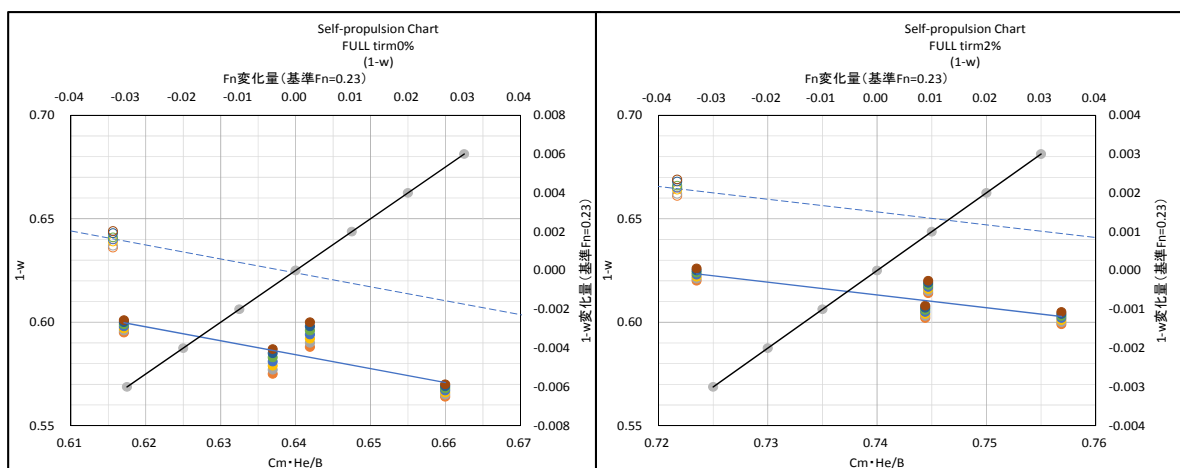 Self-propulsion Chart
FULL tirm0%
(1-w)
Fn変化量(基準Fn=0.23)
-0.04 -0.03 -0.02 -0.01 0.00 0.01 0.02 0.03 0.04
0.70
0.65
0.60
0.55
1-w
0.008
0.006
0.004
0.002
0.000
-0.002
-0.004
-0.006
-0.008
1-w変化量(基準Fn=0.23)
0.61 0.62 0.63 0.64 0.65 0.66 0.67
Cm・He/B
Self-propulsion Chart
FULL tirm2%
(1-w)
Fn変化量(基準Fn=0.23)
-0.04 -0.03 -0.02 -0.01 0.00 0.01 0.02 0.03 0.04
0.70
0.65
0.60
0.55
1-w
0.004
0.003
0.002
0.001
0.000
-0.001
-0.002
-0.003
-0.004
1-w変化量(基準Fn=0.23)
0.72 0.73 0.74 0.75 0.76
Cm・He/B